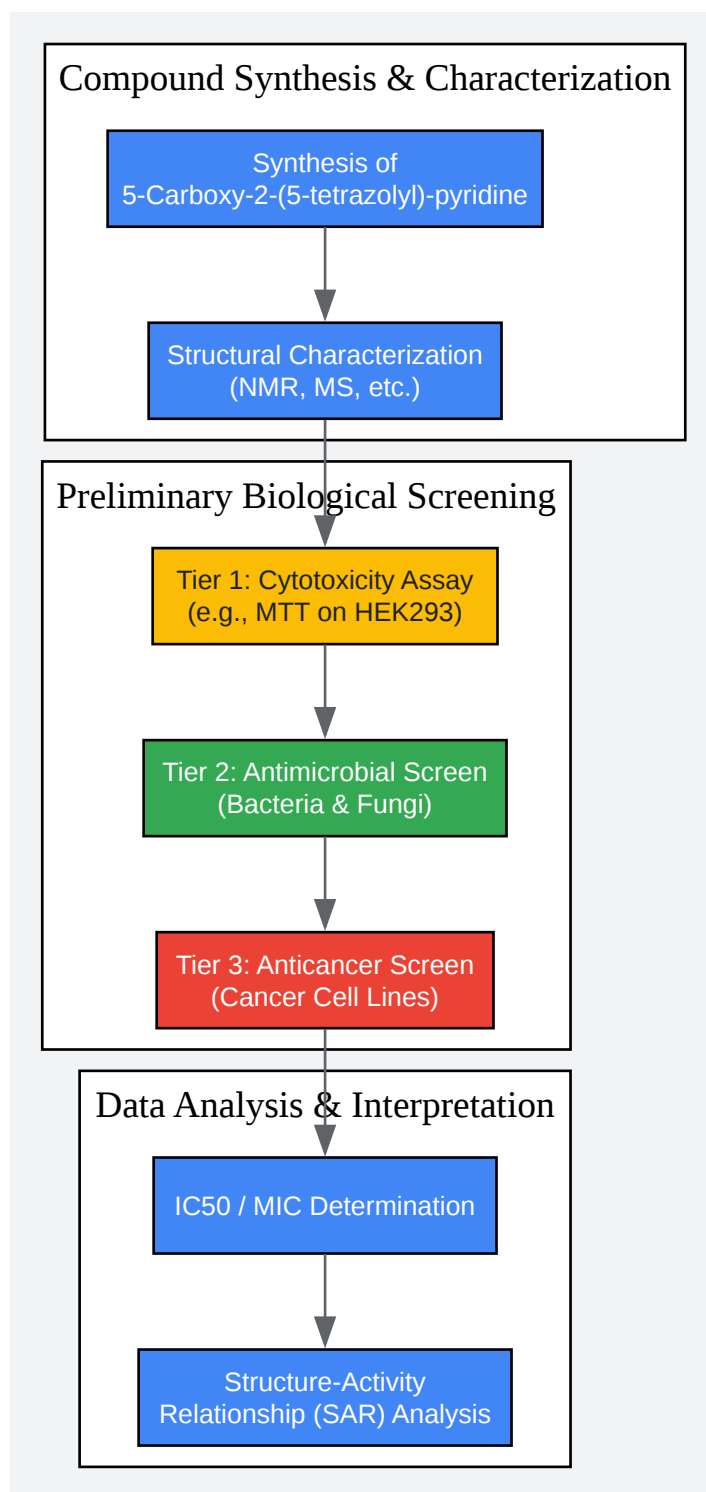 Compound Synthesis & Characterization
Synthesis of
5-Carboxy-2-(5-tetrazolyl)-pyridine
Structural Characterization
(NMR, MS, etc.)
Preliminary Biological Screening
Tier 1: Cytotoxicity Assay
(e.g., MTT on HEK293)
Tier 2: Antimicrobial Screen
(Bacteria & Fungi)
Tier 3: Anticancer Screen
(Cancer Cell Lines)
Data Analysis & Interpretation
IC50 / MIC Determination
Structure-Activity
Relationship (SAR) Analysis